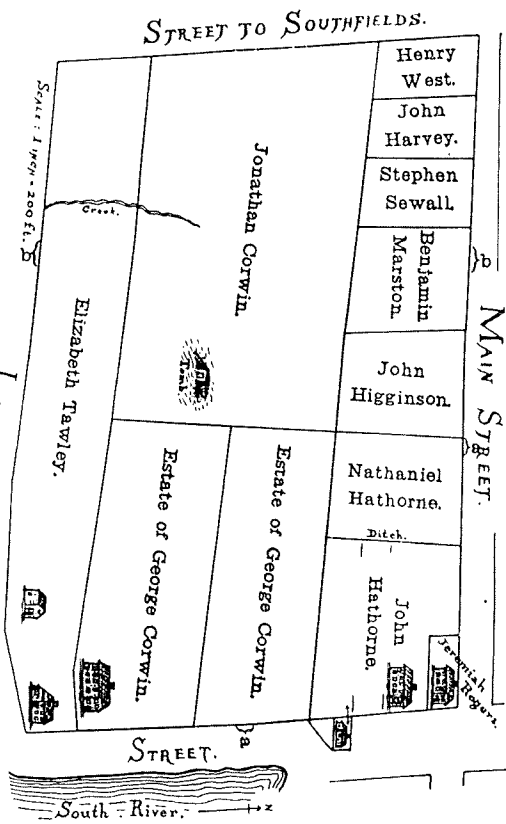 STREET TO SOUTHFIELDS.
Henry
West.
John
Harvey.
Stephen
Sewall.
Benjamin
Marston.
John
Higginson.
Nathaniel
Hathorne.
Ditch.
John
Hathorne.
Jeremiah
Rogers.
MAIN STREET.
b
a
Jonathan Corwin.
Tomb.
Creek.
Scale: 1 inch = 200 ft.
b
Elizabeth Tawley.
Estate of George Corwin.
Estate of George Corwin.
a
STREET.
South River.